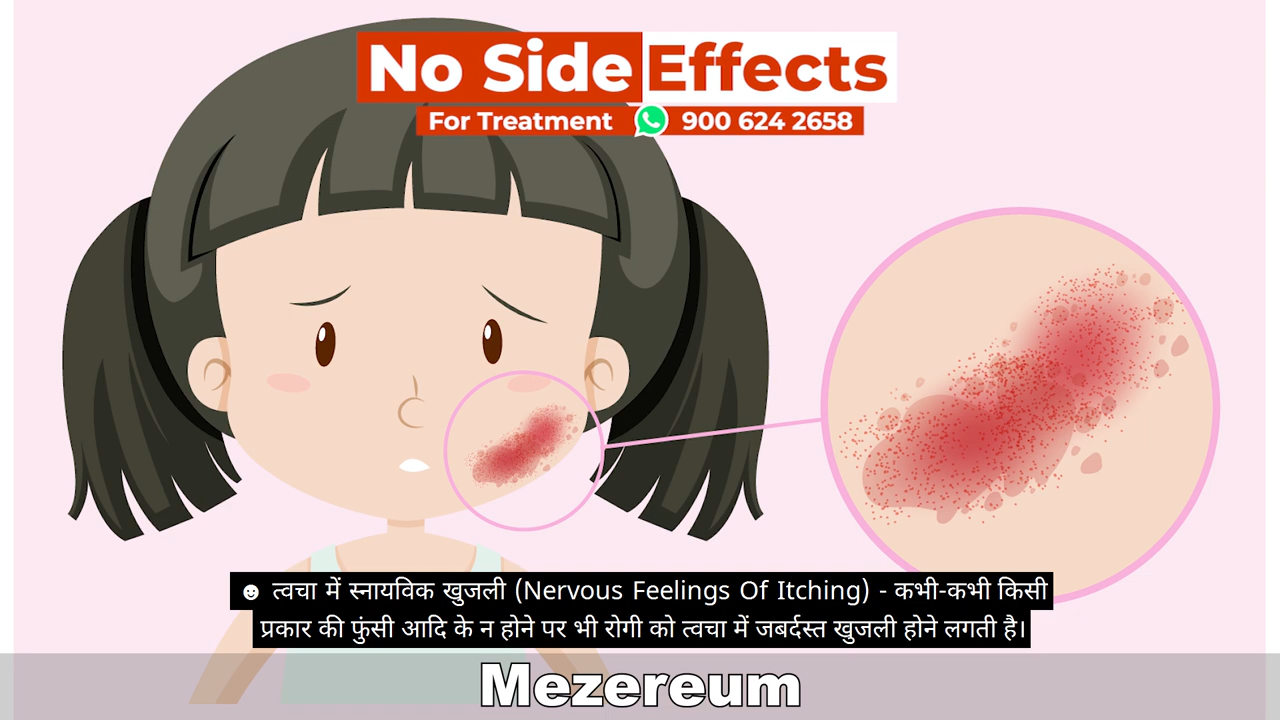 No Side Effects
For Treatment 900 624 2658
☻ त्वचा में स्नायविक खुजली (Nervous Feelings Of Itching) - कभी-कभी किसी
प्रकार की फुंसी आदि के न होने पर भी रोगी को त्वचा में जबर्दस्त खुजली होने लगती है।
Mezereum